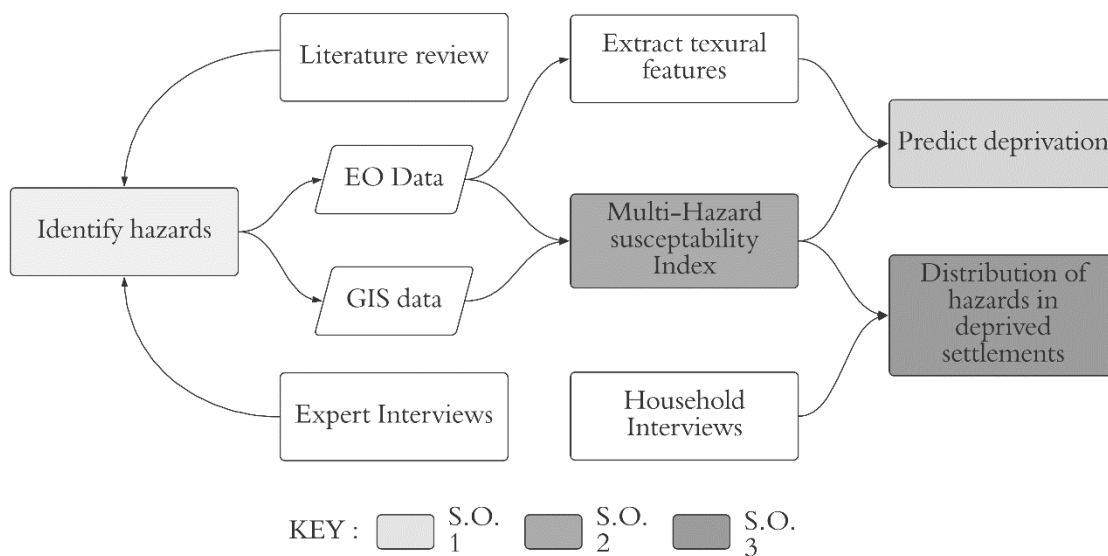 Literature review
Extract texural
features
Predict deprivation
EO Data
Identify hazards
Multi-Hazard
susceptability
Index
GIS data
Distribution of
hazards in
deprived
settlements
Expert Interviews
Household
Interviews
KEY :
S.O.
1
S.O.
2
S.O.
3